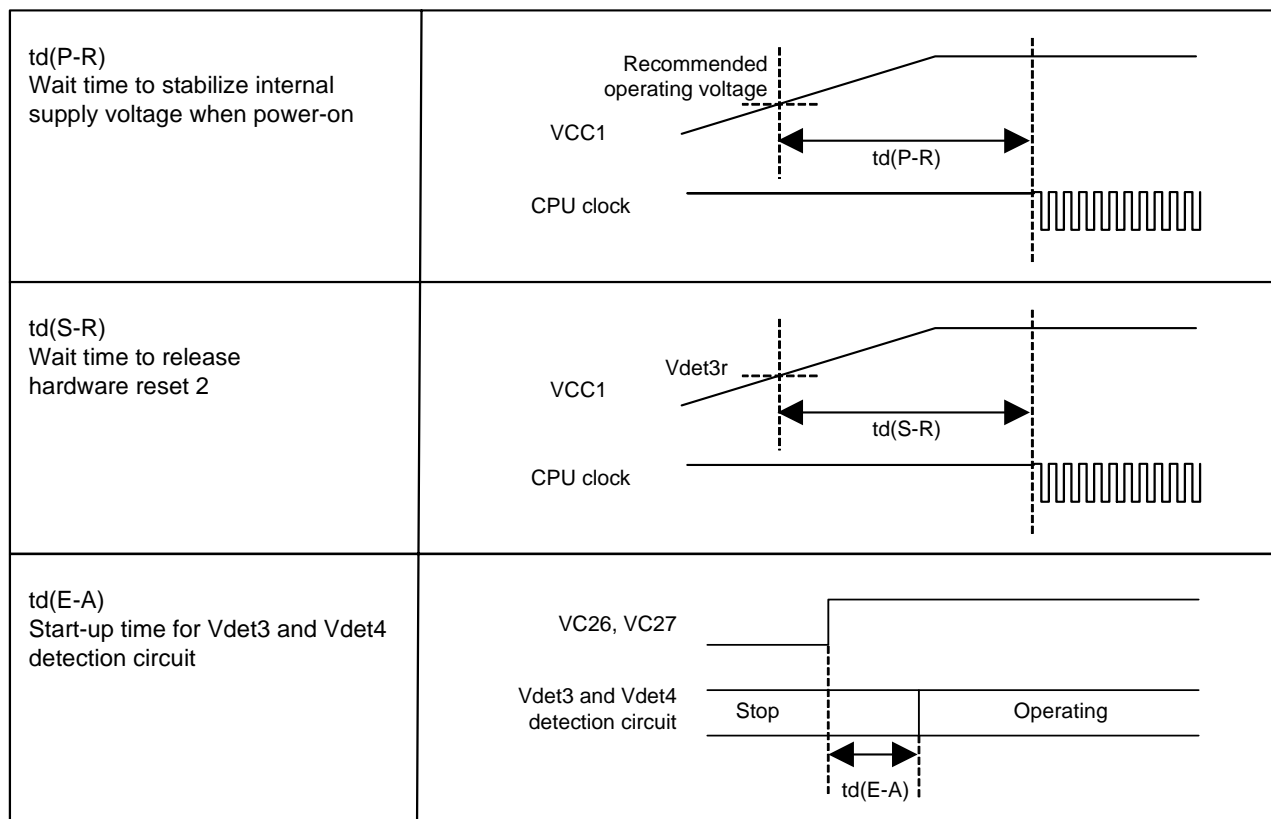 td(P-R)
Wait time to stabilize internal
supply voltage when power-on
Recommended
operating voltage
VCC1
td(P-R)
CPU clock
td(S-R)
Wait time to release
hardware reset 2
Vdet3r
VCC1
td(S-R)
CPU clock
td(E-A)
Start-up time for Vdet3 and Vdet4
detection circuit
VC26, VC27
Vdet3 and Vdet4
detection circuit
Stop
Operating
td(E-A)